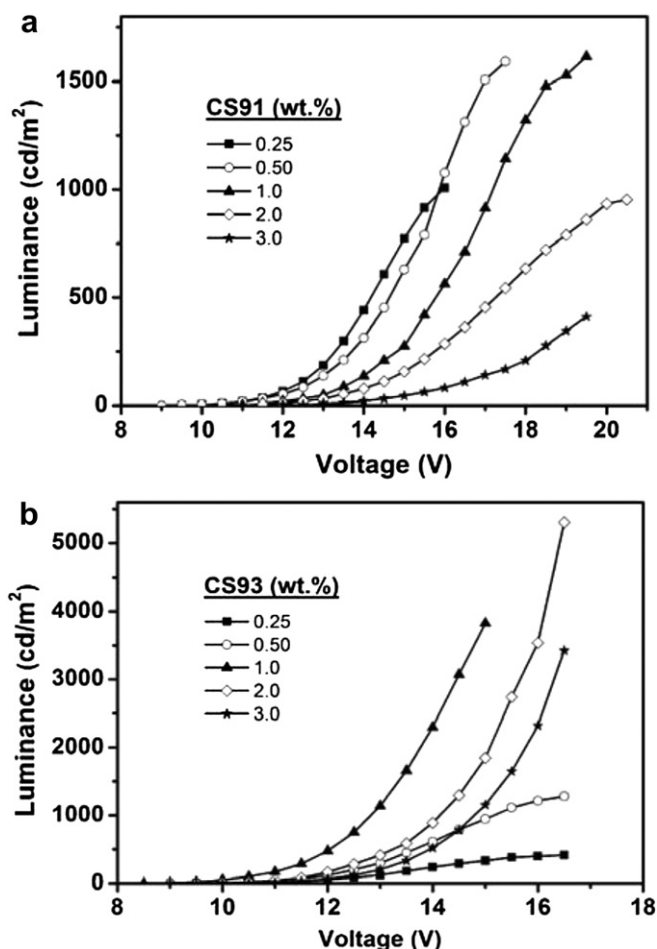 a
1500
1000
500
0
Luminance (cd/m²)
CS91 (wt.%)
0.25
0.50
1.0
2.0
3.0
8 10 12 14 16 18 20
Voltage (V)
b
5000
4000
3000
2000
1000
0
Luminance (cd/m²)
CS93 (wt.%)
0.25
0.50
1.0
2.0
3.0
8 10 12 14 16 18
Voltage (V)